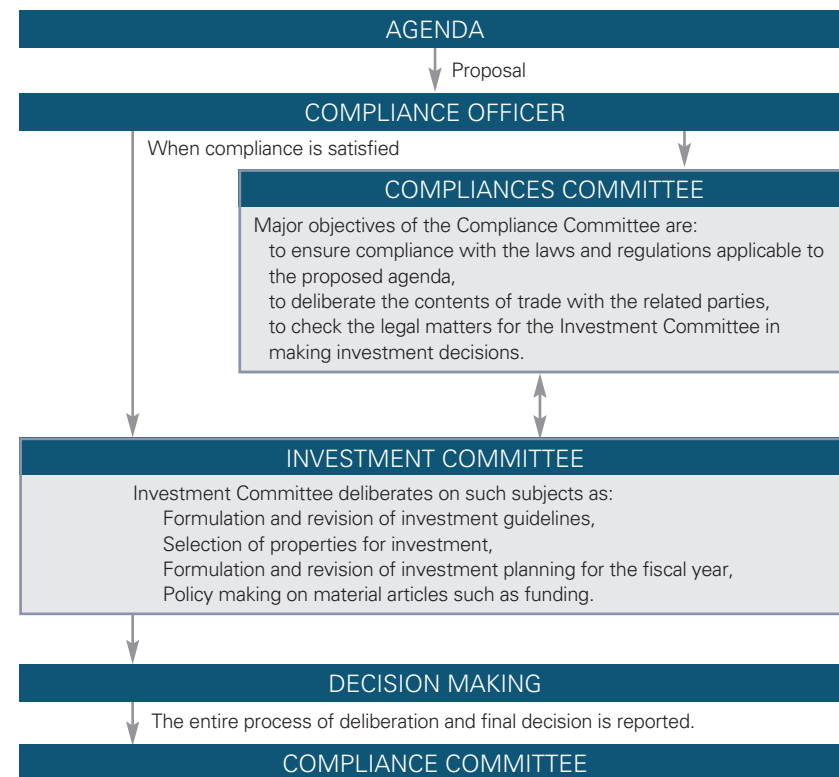 AGENDA
Proposal
COMPLIANCE OFFICER
When compliance is satisfied
COMPLIANCES COMMITTEE
Major objectives of the Compliance Committee are:
to ensure compliance with the laws and regulations applicable to
the proposed agenda,
to deliberate the contents of trade with the related parties,
to check the legal matters for the Investment Committee in
making investment decisions.
INVESTMENT COMMITTEE
Investment Committee deliberates on such subjects as:
Formulation and revision of investment guidelines,
Selection of properties for investment,
Formulation and revision of investment planning for the fiscal year,
Policy making on material articles such as funding.
DECISION MAKING
The entire process of deliberation and final decision is reported.
COMPLIANCE COMMITTEE